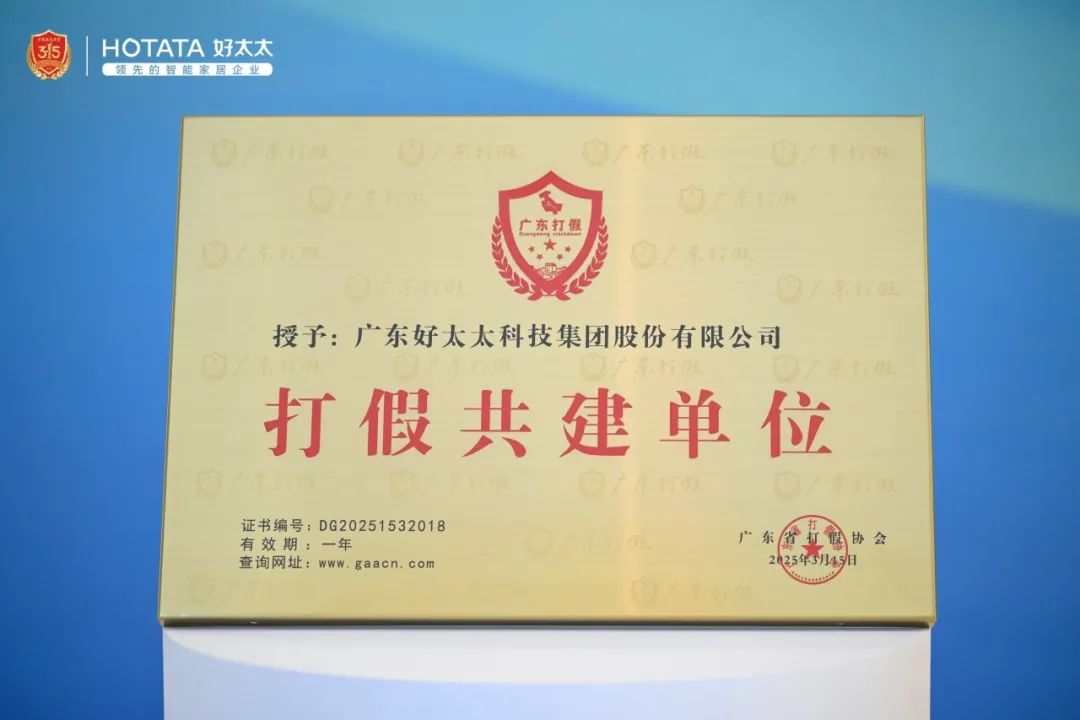 315
HOTATA 好太太
领先的智能家居企业
广东打假
Guangdong crackdown
授予：广东好太太科技集团股份有限公司
打假共建单位
证书编号：DG20251532018
有效期：一年
查询网址：www.gaacn.com
广东省打假协会
2025年3月15日